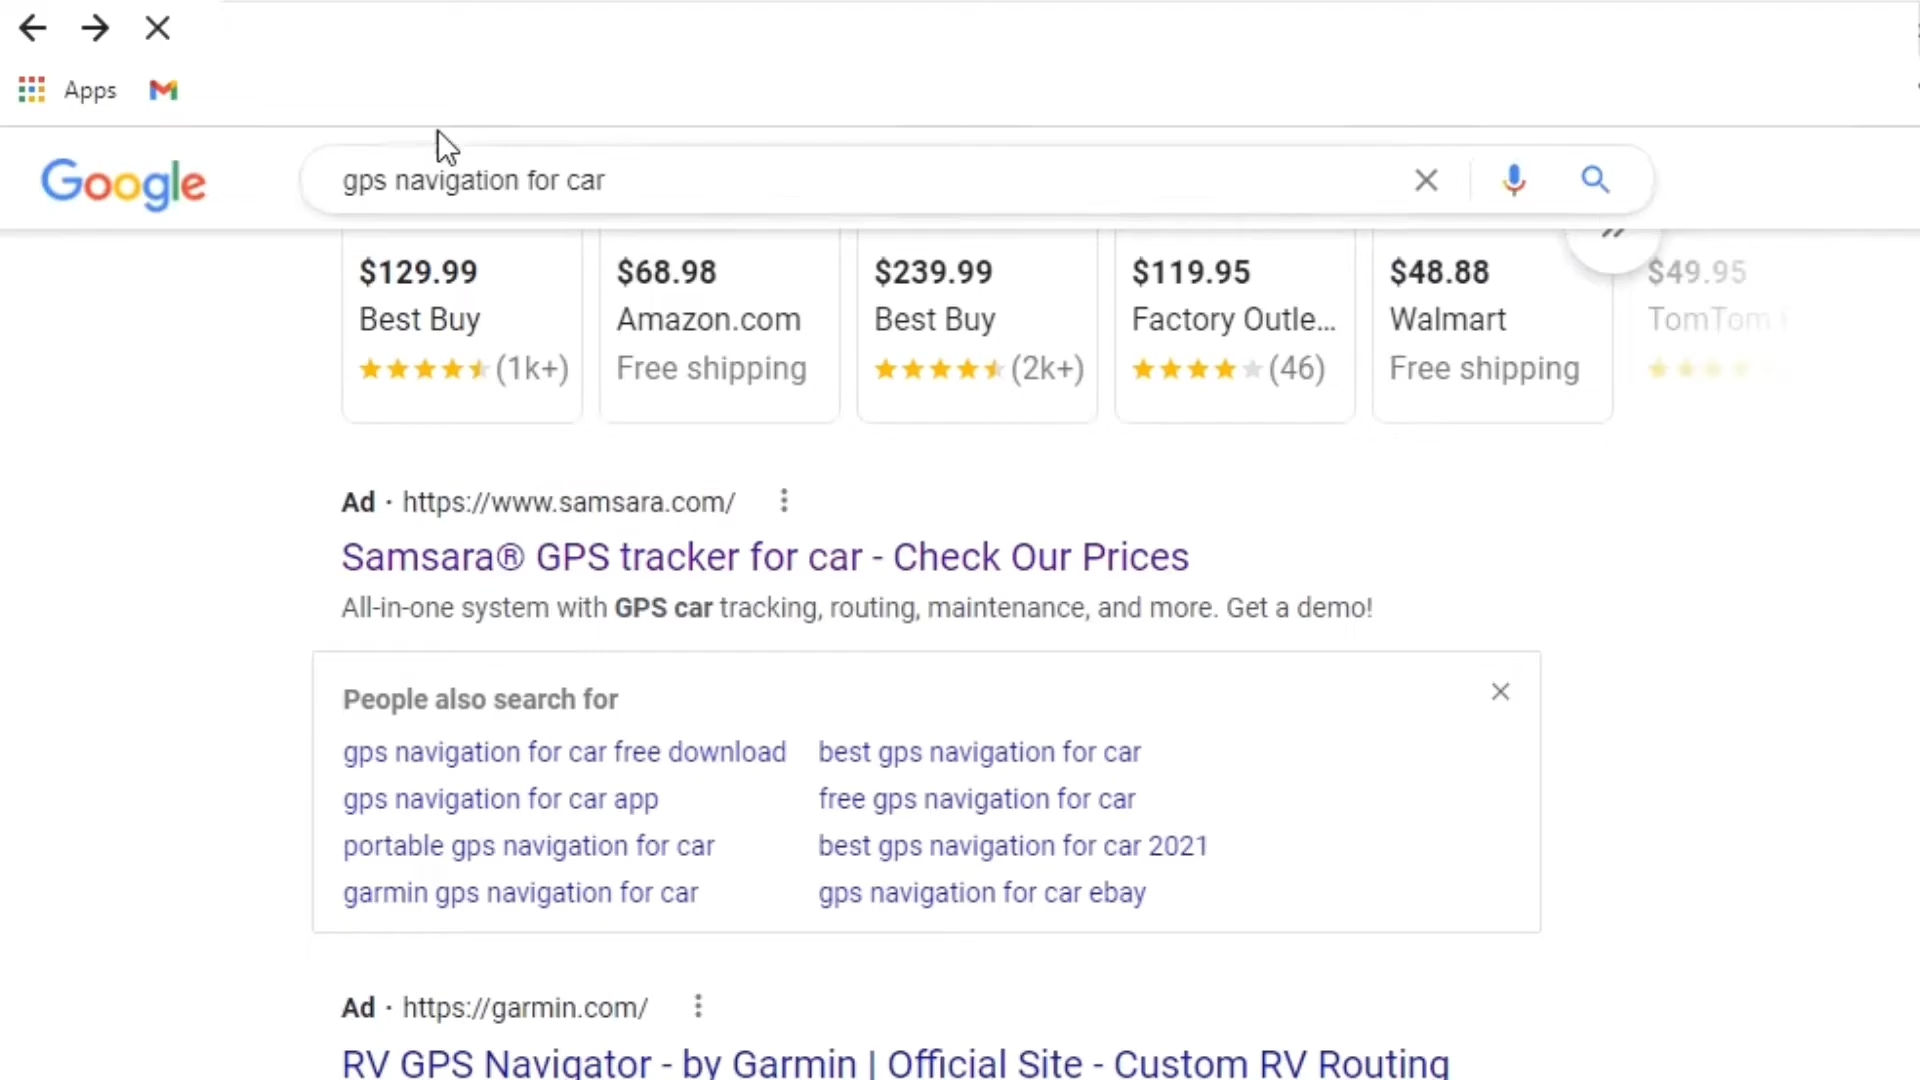 Apps
Google
gps navigation for car
$129.99
Best Buy
(1k+)
$68.98
Amazon.com
Free shipping
$239.99
Best Buy
(2k+)
$119.95
Factory Outle...
(46)
$48.88
Walmart
Free shipping
$49.95
TomTom
Ad · https://www.samsara.com/
Samsara® GPS tracker for car - Check Our Prices
All-in-one system with GPS car tracking, routing, maintenance, and more. Get a demo!
People also search for
gps navigation for car free download
gps navigation for car app
portable gps navigation for car
garmin gps navigation for car
best gps navigation for car
free gps navigation for car
best gps navigation for car 2021
gps navigation for car ebay
Ad · https://garmin.com/
RV GPS Navigator - by Garmin | Official Site - Custom RV Routing